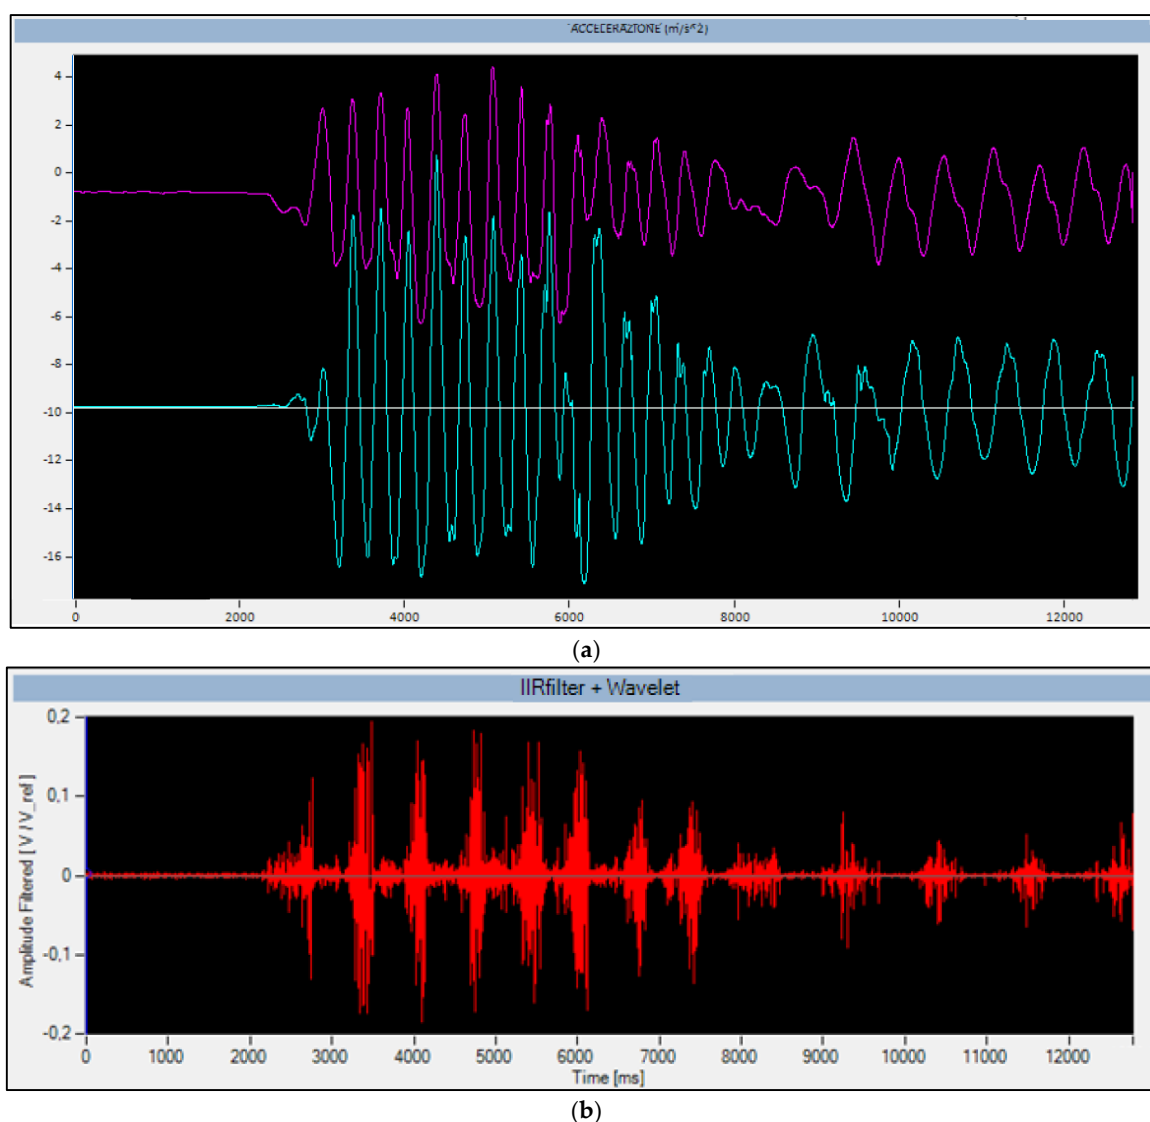 ACCELERAZIONE (m/s^2)
4
2
0
-2
-4
-6
-8
-10
-12
-14
-16
0 2000 4000 6000 8000 10000 12000
(a)
IIRfilter + Wavelet
0,2
0,1
0
-0,1
-0,2
Amplitude Filtered [ V / V_ref ]
0 1000 2000 3000 4000 5000 6000 7000 8000 9000 10000 11000 12000
Time [ms]
(b)